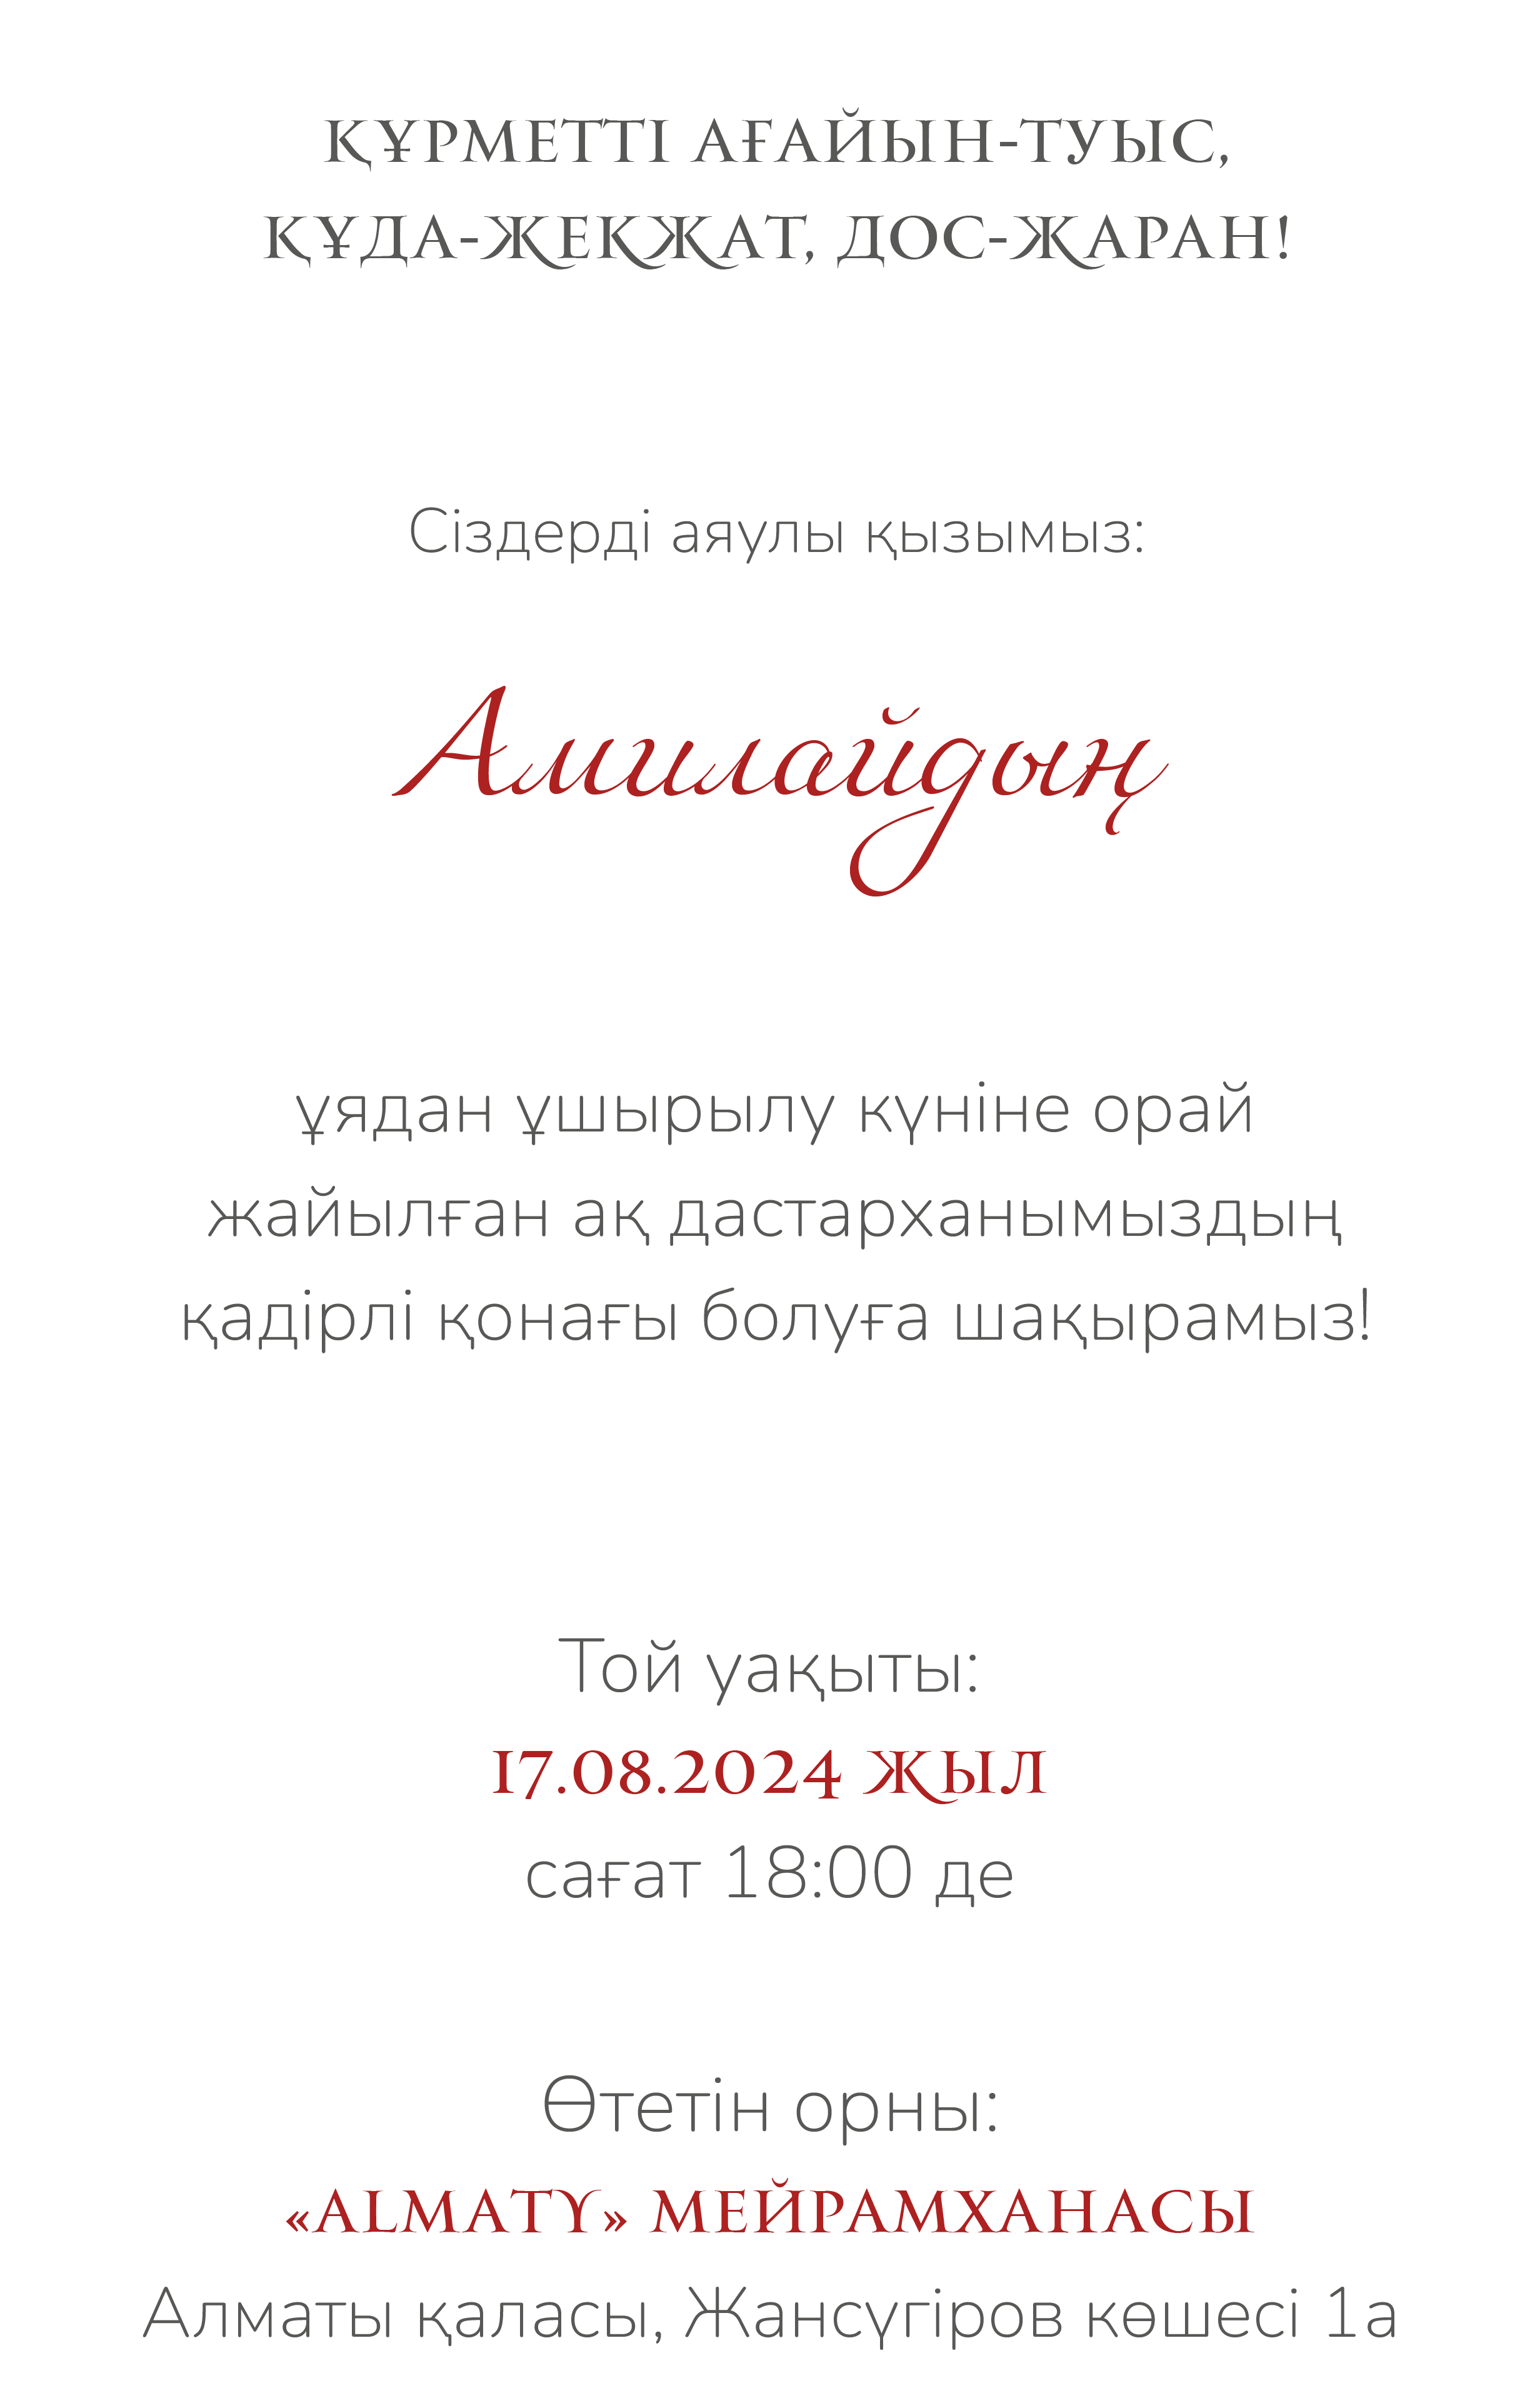 ҚҰРМЕТТІ АҒАЙЫН-ТУЫС,
ҚҰДА-ЖЕКЖАТ, ДОС-ЖАРАН!
Сіздерді аяулы қызымыз:
Амилайдың
ұядан ұшырылу күніне орай
жайылған ақ дастарханымыздың
қадірлі қонағы болуға шақырамыз!
Той уақыты:
17.08.2024 ЖЫЛ
сағат 18:00 де
Өтетін орны:
«ALMATY» МЕЙРАМХАНАСЫ
Алматы қаласы, Жансүгіров көшесі 1а